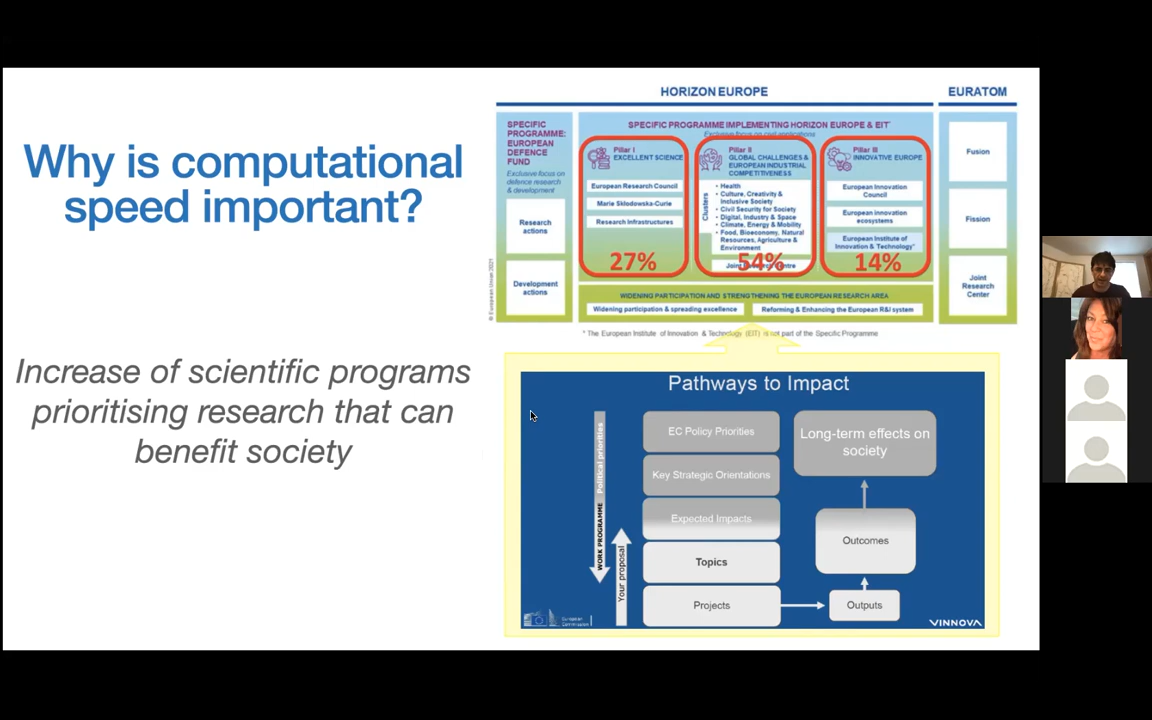 Why is computational
speed important?
Increase of scientific programs
prioritising research that can
benefit society
HORIZON EUROPE
EURATOM
SPECIFIC
PROGRAMME:
EUROPEAN
DEFENCE
FUND
Exclusive focus on
defence research
& development
Research
actions
Development
actions
SPECIFIC PROGRAMME IMPLEMENTING HORIZON EUROPE & EIT*
Exclusive focus on civil applications
Pillar I
EXCELLENT SCIENCE
European Research Council
Marie Skłodowska-Curie
Research Infrastructures
27%
Pillar II
GLOBAL CHALLENGES &
EUROPEAN INDUSTRIAL
COMPETITIVENESS
Clusters
• Health
• Culture, Creativity &
Inclusive Society
• Civil Security for Society
• Digital, Industry & Space
• Climate, Energy & Mobility
• Food, Bioeconomy, Natural
Resources, Agriculture &
Environment
Joint Research Centre
54%
Pillar III
INNOVATIVE EUROPE
European Innovation
Council
European innovation
ecosystems
European Institute of
Innovation & Technology*
14%
WIDENING PARTICIPATION AND STRENGTHENING THE EUROPEAN RESEARCH AREA
Widening participation & spreading excellence
Reforming & Enhancing the European R&I system
Fusion
Fission
Joint
Research
Center
© European Union 2021
* The European Institute of Innovation & Technology (EIT) is not part of the Specific Programme
Pathways to Impact
Political priorities
WORK PROGRAMME
Your proposal
EC Policy Priorities
Key Strategic Orientations
Expected Impacts
Topics
Projects
Long-term effects on
society
Outcomes
Outputs
European
Commission
VINNOVA